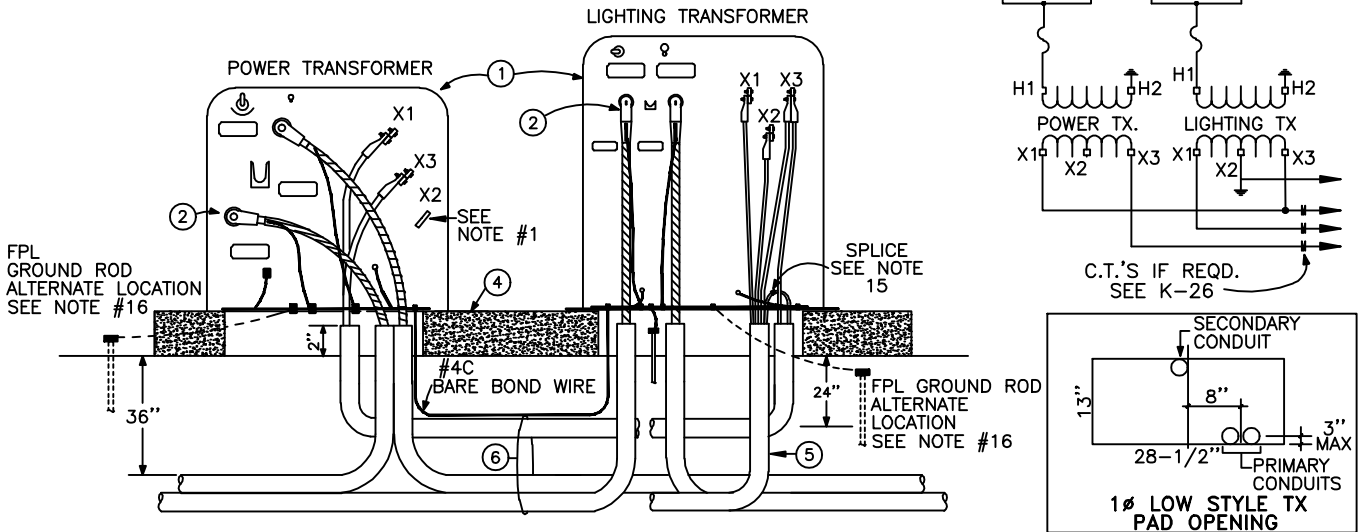 LIGHTING TRANSFORMER
POWER TRANSFORMER
1
2
X1
X3
X2
SEE
NOTE #1
2
X1
X3
X2
FPL
GROUND ROD
ALTERNATE LOCATION
SEE NOTE #16
4
SPLICE
SEE NOTE
15
2"
#4C
BARE BOND WIRE
36"
24"
FPL GROUND ROD
ALTERNATE
LOCATION
SEE NOTE #16
6
5
H1
H2
H1
H2
POWER TX.
LIGHTING TX
X1
X2
X3
X1
X2
X3
C.T.'S IF REQD.
SEE K-26
SECONDARY
CONDUIT
13"
8"
3"
MAX
28-1/2"
PRIMARY
CONDUITS
1ø LOW STYLE TX
PAD OPENING